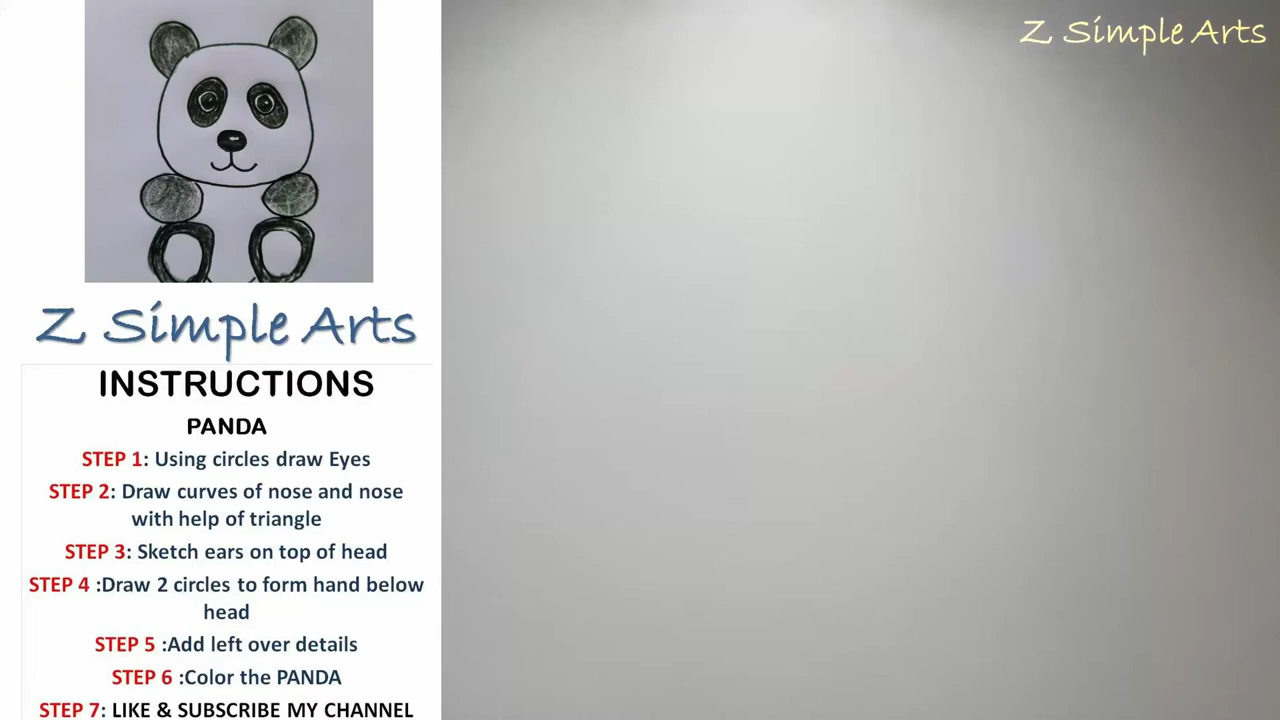 Z Simple Arts
Z Simple Arts
INSTRUCTIONS
PANDA
STEP 1: Using circles draw Eyes
STEP 2: Draw curves of nose and nose
with help of triangle
STEP 3: Sketch ears on top of head
STEP 4 :Draw 2 circles to form hand below
head
STEP 5 :Add left over details
STEP 6 :Color the PANDA
STEP 7: LIKE & SUBSCRIBE MY CHANNEL